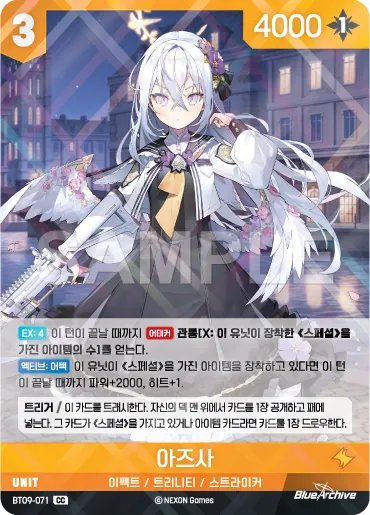 3
4000 1
SAMPLE
EX: 4 이 턴이 끝날 때까지 어태커 관통[X: 이 유닛이 장착한 《스페셜》을
가진 아이템의 수]를 얻는다.
액티브: 어택 이 유닛이 《스페셜》을 가진 아이템을 장착하고 있다면 이 턴
이 끝날 때까지 파워+2000, 히트+1.
트리거 / 이 카드를 트래시한다. 자신의 덱 맨 위에서 카드를 1장 공개하고 패에
넣는다. 그 카드가 《스페셜》을 가지고 있거나 아이템 카드라면 카드를 1장 드로우한다.
아즈사
UNIT 이펙트 / 트리니티 / 스트라이커
BT09-071 CC ⓒ NEXON Games BlueArchive